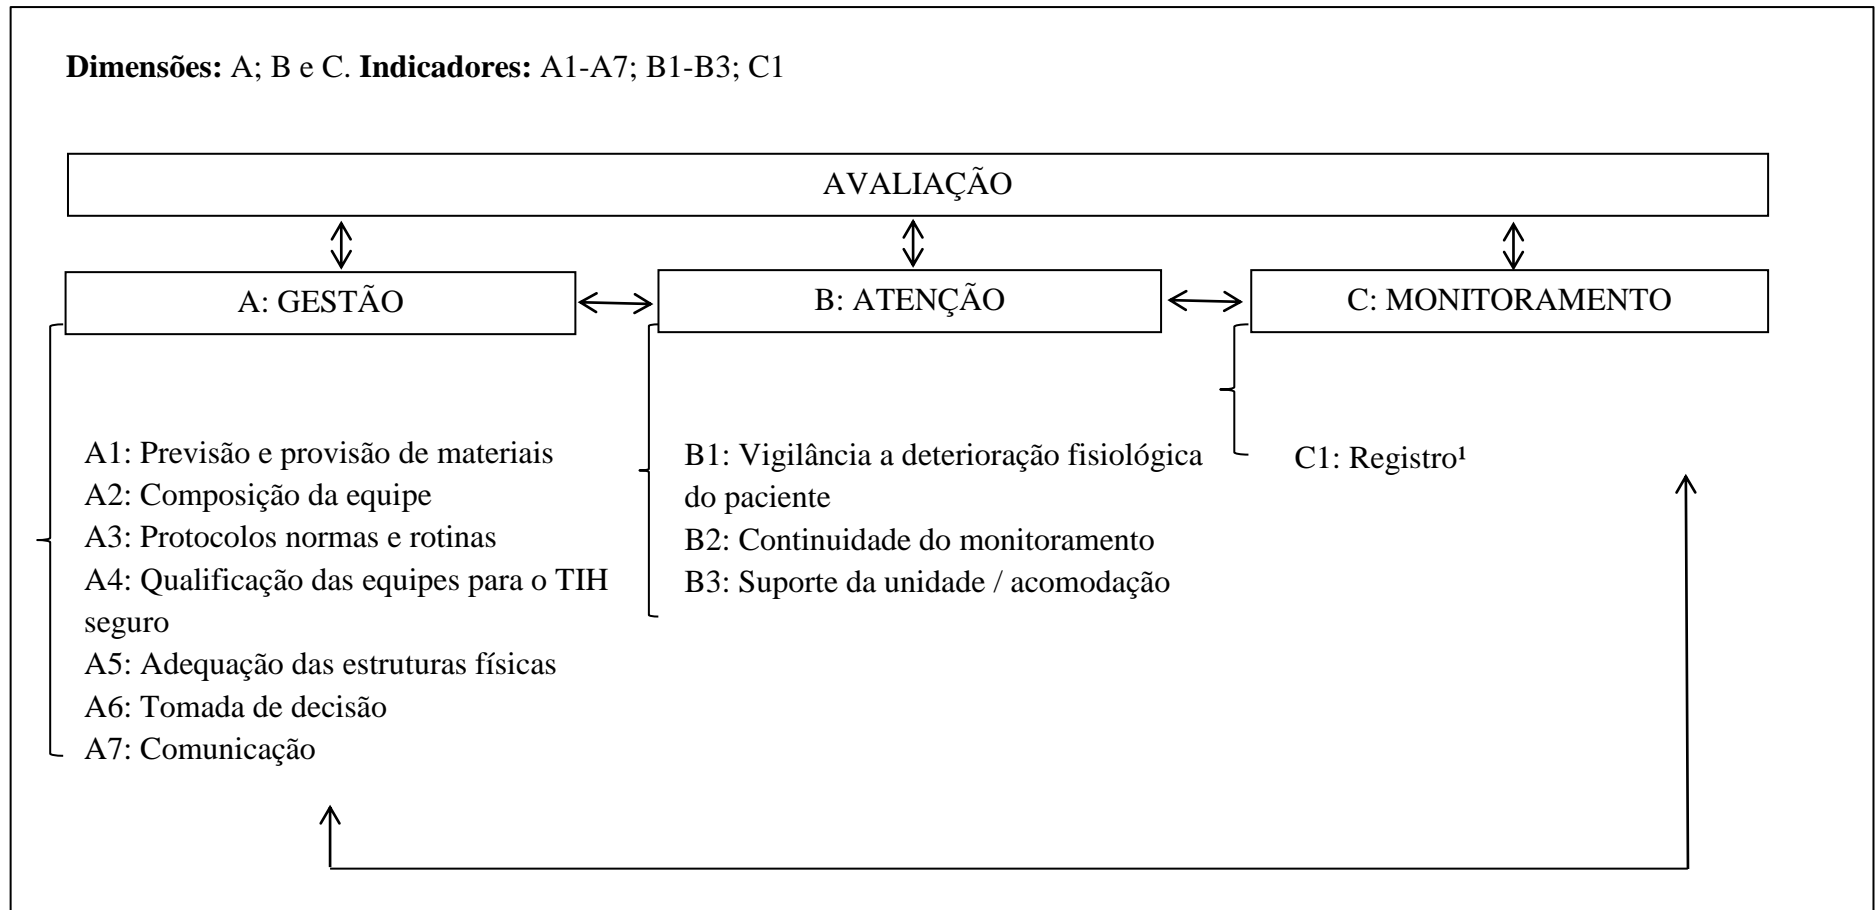 Dimensões: A; B e C. Indicadores: A1-A7; B1-B3; C1
AVALIAÇÃO
A: GESTÃO
B: ATENÇÃO
C: MONITORAMENTO
A1: Previsão e provisão de materiais
A2: Composição da equipe
A3: Protocolos normas e rotinas
A4: Qualificação das equipes para o TIH
seguro
A5: Adequação das estruturas físicas
A6: Tomada de decisão
A7: Comunicação
B1: Vigilância a deterioração fisiológica
do paciente
B2: Continuidade do monitoramento
B3: Suporte da unidade / acomodação
C1: Registro¹